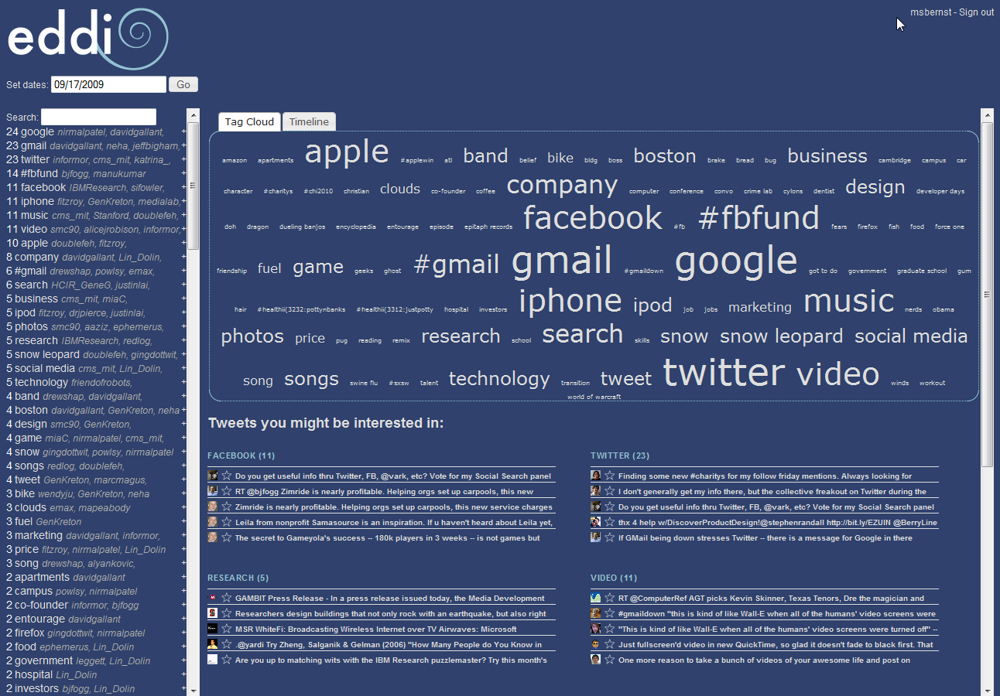 eddi
msbernst - Sign out
Set dates: 09/17/2009 Go
Search:
24 google nirmalpatel, davidgallant, +
23 gmail davidgallant, neha, jeffbigham, +
23 twitter informor, cms_mit, katrina_, +
14 #fbfund bjfogg, manukumar +
11 facebook IBMResearch, sifowler, +
11 iphone fitzroy, GenKreton, medialab, +
11 music cms_mit, Stanford, doublefeh, +
11 video smc90, alicejrobison, informor, +
10 apple doublefeh, fitzroy, +
8 company davidgallant, Lin_Dolin, +
6 #gmail drewshap, powlsy, emax, +
6 search HCIR_GeneG, justinlai, +
5 business cms_mit, miaC, +
5 ipod fitzroy, drjpierce, justinlai, +
5 photos smc90, aaziz, ephemerus, +
5 research IBMResearch, redlog, +
5 snow leopard doublefeh, gingdottwit, +
5 social media cms_mit, Lin_Dolin, +
5 technology friendofrobots, +
4 band drewshap, davidgallant, +
4 boston davidgallant, GenKreton, neha +
4 design smc90, GenKreton, +
4 game miaC, nirmalpatel, cms_mit, +
4 snow gingdottwit, powlsy, nirmalpatel +
4 songs redlog, doublefeh, +
4 tweet GenKreton, marcmagus, +
3 bike wendyju, GenKreton, neha +
3 clouds emax, mapeabody +
3 fuel GenKreton +
3 marketing davidgallant, informor, +
3 price fitzroy, nirmalpatel, Lin_Dolin +
3 song drewshap, alyankovic, +
2 apartments davidgallant +
2 campus powlsy, nirmalpatel +
2 co-founder informor, bjfogg +
2 entourage davidgallant +
2 firefox gingdottwit, nirmalpatel +
2 food ephemerus, Lin_Dolin +
2 government leggett, Lin_Dolin +
2 hospital Lin_Dolin +
2 investors bjfogg, Lin_Dolin +
Tag Cloud Timeline
amazon apartments apple #applewin atl band belief bike bldg boss boston brake bread bug business cambridge campus car
character #charitys #chi2010 christian clouds co-founder coffee company computer conference convo crime lab cylons dentist design developer days
doh dragon dueling banjos encyclopedia entourage episode epitaph records facebook #fb #fbfund fears firefox fish food force one
friendship fuel game geeks ghost #gmail gmail #gmaildown google got to do government graduate school gum
hair #healthii(3232:pottynbanks #healthii(3312:justpotty hospital investors iphone ipod job jobs marketing music nerds obama
photos price pug reading remix research school search skills snow snow leopard social media
song songs swine flu #sxsw talent technology transition tweet twitter video winds workout
world of warcraft
Tweets you might be interested in:
FACEBOOK (11)
Do you get useful info thru Twitter, FB, @vark, etc? Vote for my Social Search panel
RT @bjfogg Zimride is nearly profitable. Helping orgs set up carpools, this new
Zimride is nearly profitable. Helping orgs set up carpools, this new service charges
Leila from nonprofit Samasource is an inspiration. If u haven't heard about Leila yet,
The secret to Gameyola's success -- 180k players in 3 weeks -- is not games but
TWITTER (23)
Finding some new #charitys for my follow friday mentions. Always looking for
I don't generally get my info there, but the collective freakout on Twitter during the
Do you get useful info thru Twitter, FB, @vark, etc? Vote for my Social Search panel
thx 4 help w/DiscoverProductDesign!@stephenrandall http://bit.ly/EZUIN @BerryLine
If GMail being down stresses Twitter -- there is a message for Google in there
RESEARCH (5)
GAMBIT Press Release - In a press release issued today, the Media Development
Researchers design buildings that not only rock with an earthquake, but also right
MSR WhiteFi: Broadcasting Wireless Internet over TV Airwaves: Microsoft
.@yardi Try Zheng, Salganik & Gelman (2006) "How Many People do You Know in
Are you up to matching wits with the IBM Research puzzlemaster? Try this month's
VIDEO (11)
RT @ComputerRef AGT picks Kevin Skinner, Texas Tenors, Dre the magician and
#gmaildown "this is kind of like Wall-E when all of the humans' video screens were
"This is kind of like Wall-E when all of the humans' video screens were turned off" --
Just fullscreen'd video in new QuickTime, so glad it doesn't fade to black first. That
One more reason to take a bunch of videos of your awesome life and post on